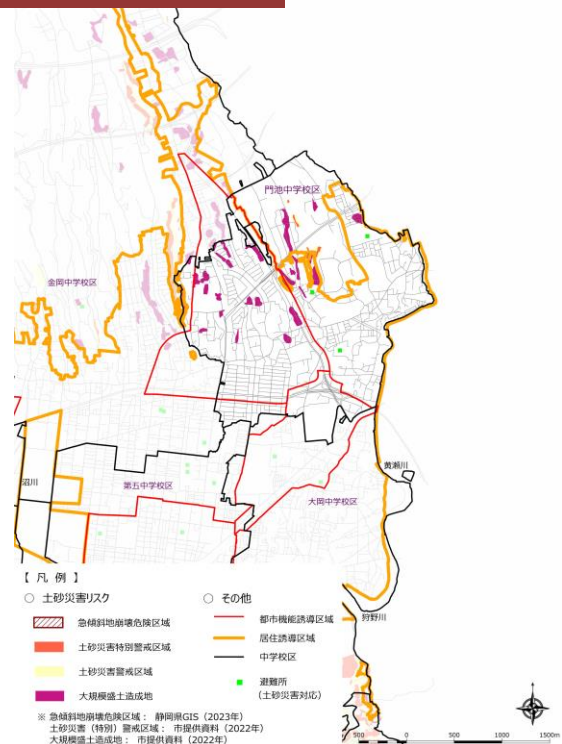 門池中学校区
金岡中学校区
黄瀬川
沼川
第五中学校区
大岡中学校区
狩野川
【 凡 例 】
○ 土砂災害リスク
急傾斜地崩壊危険区域
土砂災害特別警戒区域
土砂災害警戒区域
大規模盛土造成地
○ その他
都市機能誘導区域
居住誘導区域
中学校区
避難所
(土砂災害対応)
※ 急傾斜地崩壊危険区域: 静岡県GIS(2023年)
土砂災害(特別)警戒区域: 市提供資料(2022年)
大規模盛土造成地: 市提供資料(2022年)
500 0 500 1000 1500m